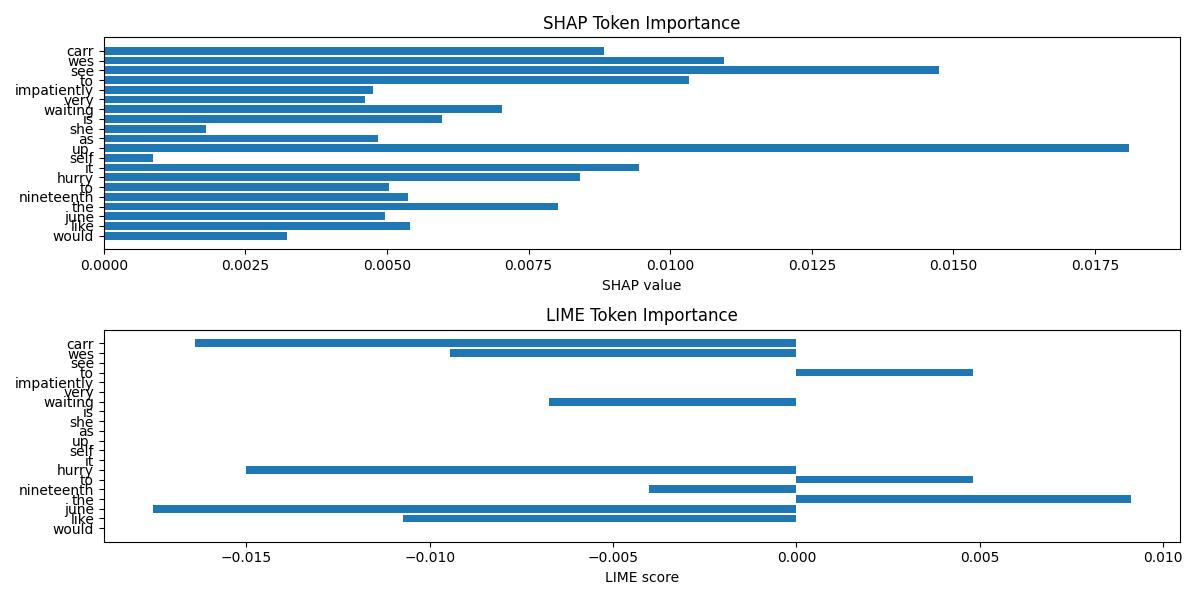 SHAP Token Importance
carr
wes
see
to
impatiently
very
waiting
is
she
as
up
self
it
hurry
to
nineteenth
the
june
like
would
0.0000 0.0025 0.0050 0.0075 0.0100 0.0125 0.0150 0.0175
SHAP value
LIME Token Importance
carr
wes
see
to
impatiently
very
waiting
is
she
as
up
self
it
hurry
to
nineteenth
the
june
like
would
−0.015 −0.010 −0.005 0.000 0.005 0.010
LIME score